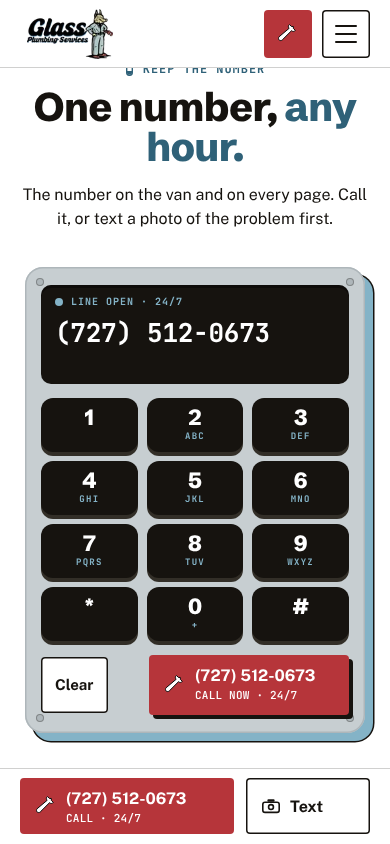 Glass
Plumbing Services
KEEP THE NUMBER
One number, any
hour.
The number on the van and on every page. Call
it, or text a photo of the problem first.
LINE OPEN · 24/7
(727) 512-0673
1
2
3
ABC
DEF
4
5
6
GHI
JKL
MNO
7
8
9
PQRS
TUV
WXYZ
*
0
#
+
Clear
(727) 512-0673
CALL NOW · 24/7
(727) 512-0673
CALL · 24/7
Text